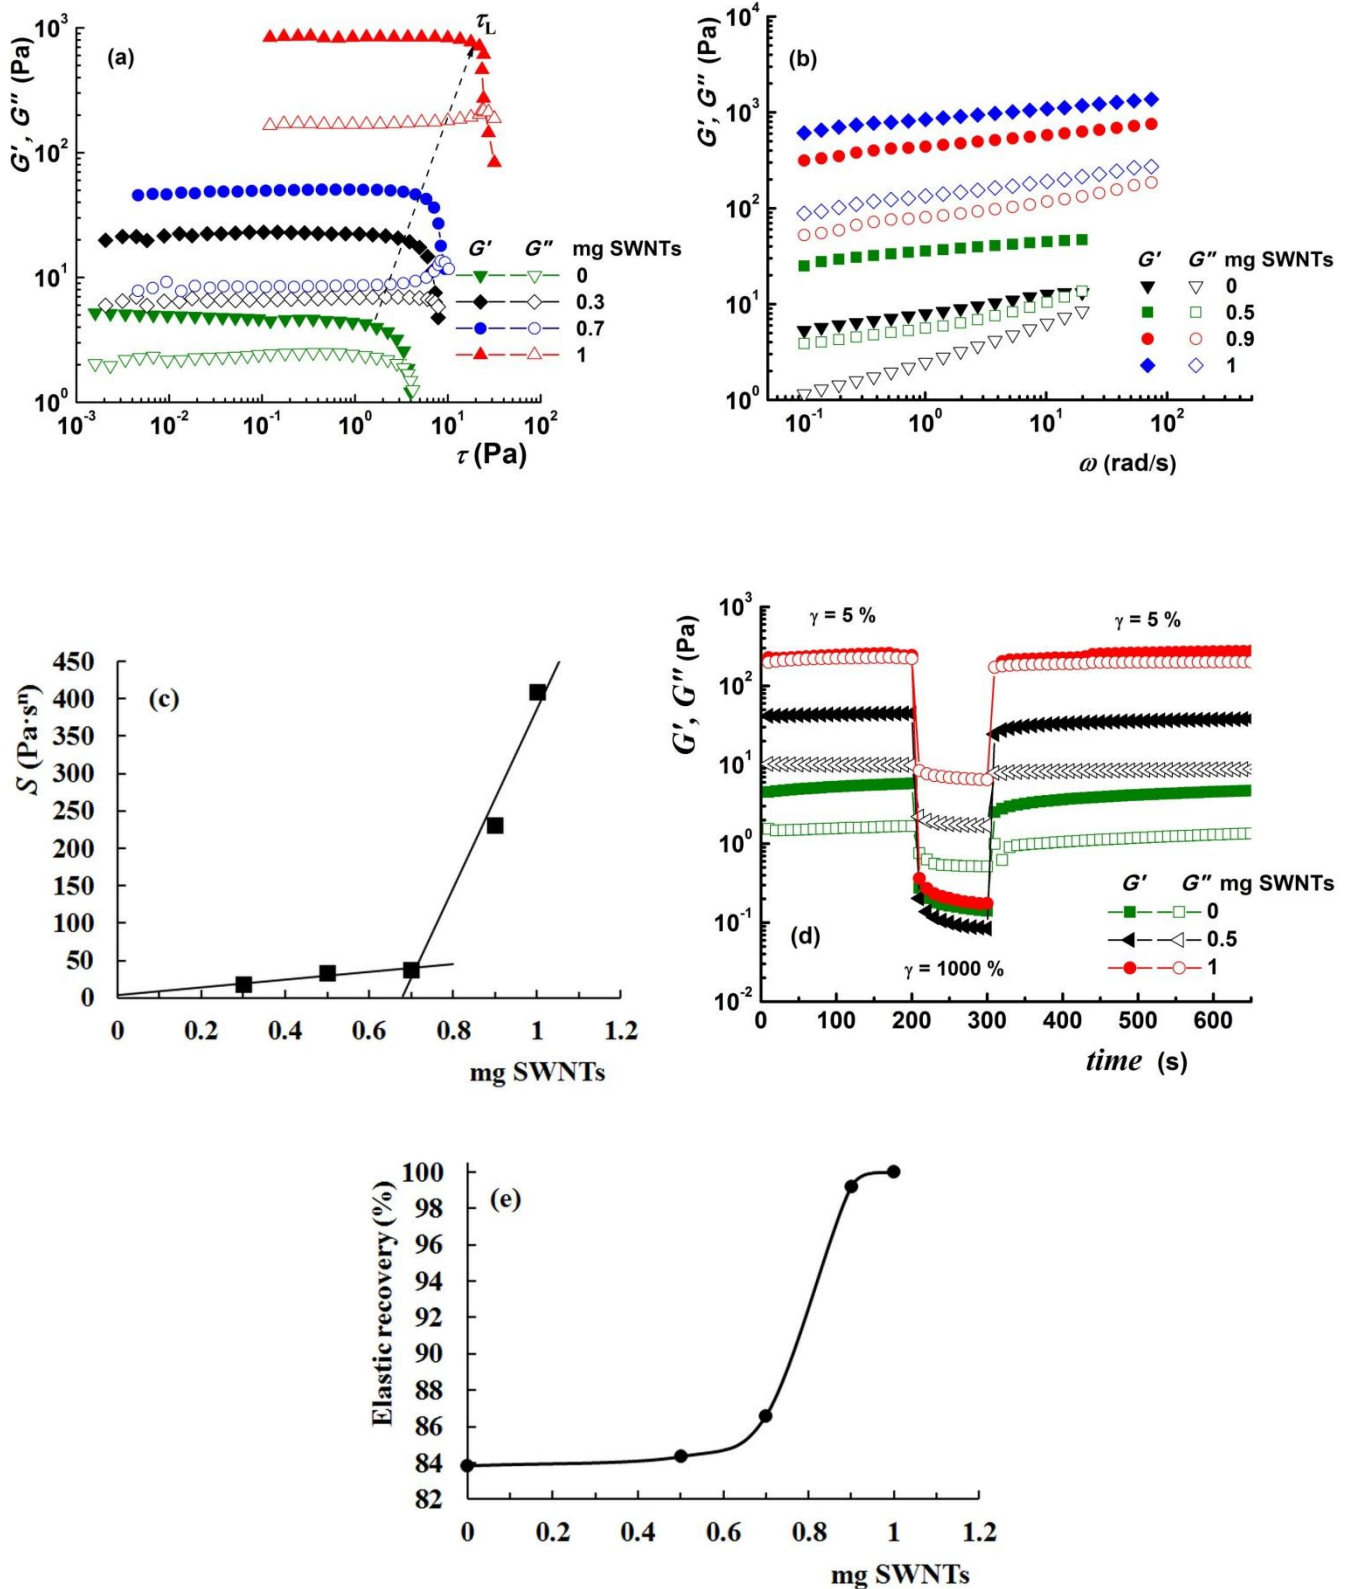 (a)
τL
G′, G″ (Pa)
10³
10²
10¹
10⁰
G′ G″ mg SWNTs
0
0.3
0.7
1
10⁻³ 10⁻² 10⁻¹ 10⁰ 10¹ 10²
τ (Pa)
(b)
G′, G″ (Pa)
10⁴
10³
10²
10¹
10⁰
G′ G″ mg SWNTs
0
0.5
0.9
1
10⁻¹ 10⁰ 10¹ 10²
ω (rad/s)
(c)
S (Pa·sⁿ)
450
400
350
300
250
200
150
100
50
0
0 0.2 0.4 0.6 0.8 1 1.2
mg SWNTs
G′, G″ (Pa)
10³
10²
10¹
10⁰
10⁻¹
10⁻²
γ = 5 % γ = 5 %
G′ G″ mg SWNTs
0
0.5
1
(d)
γ = 1000 %
0 100 200 300 400 500 600
time (s)
(e)
Elastic recovery (%)
100
98
96
94
92
90
88
86
84
82
0 0.2 0.4 0.6 0.8 1 1.2
mg SWNTs